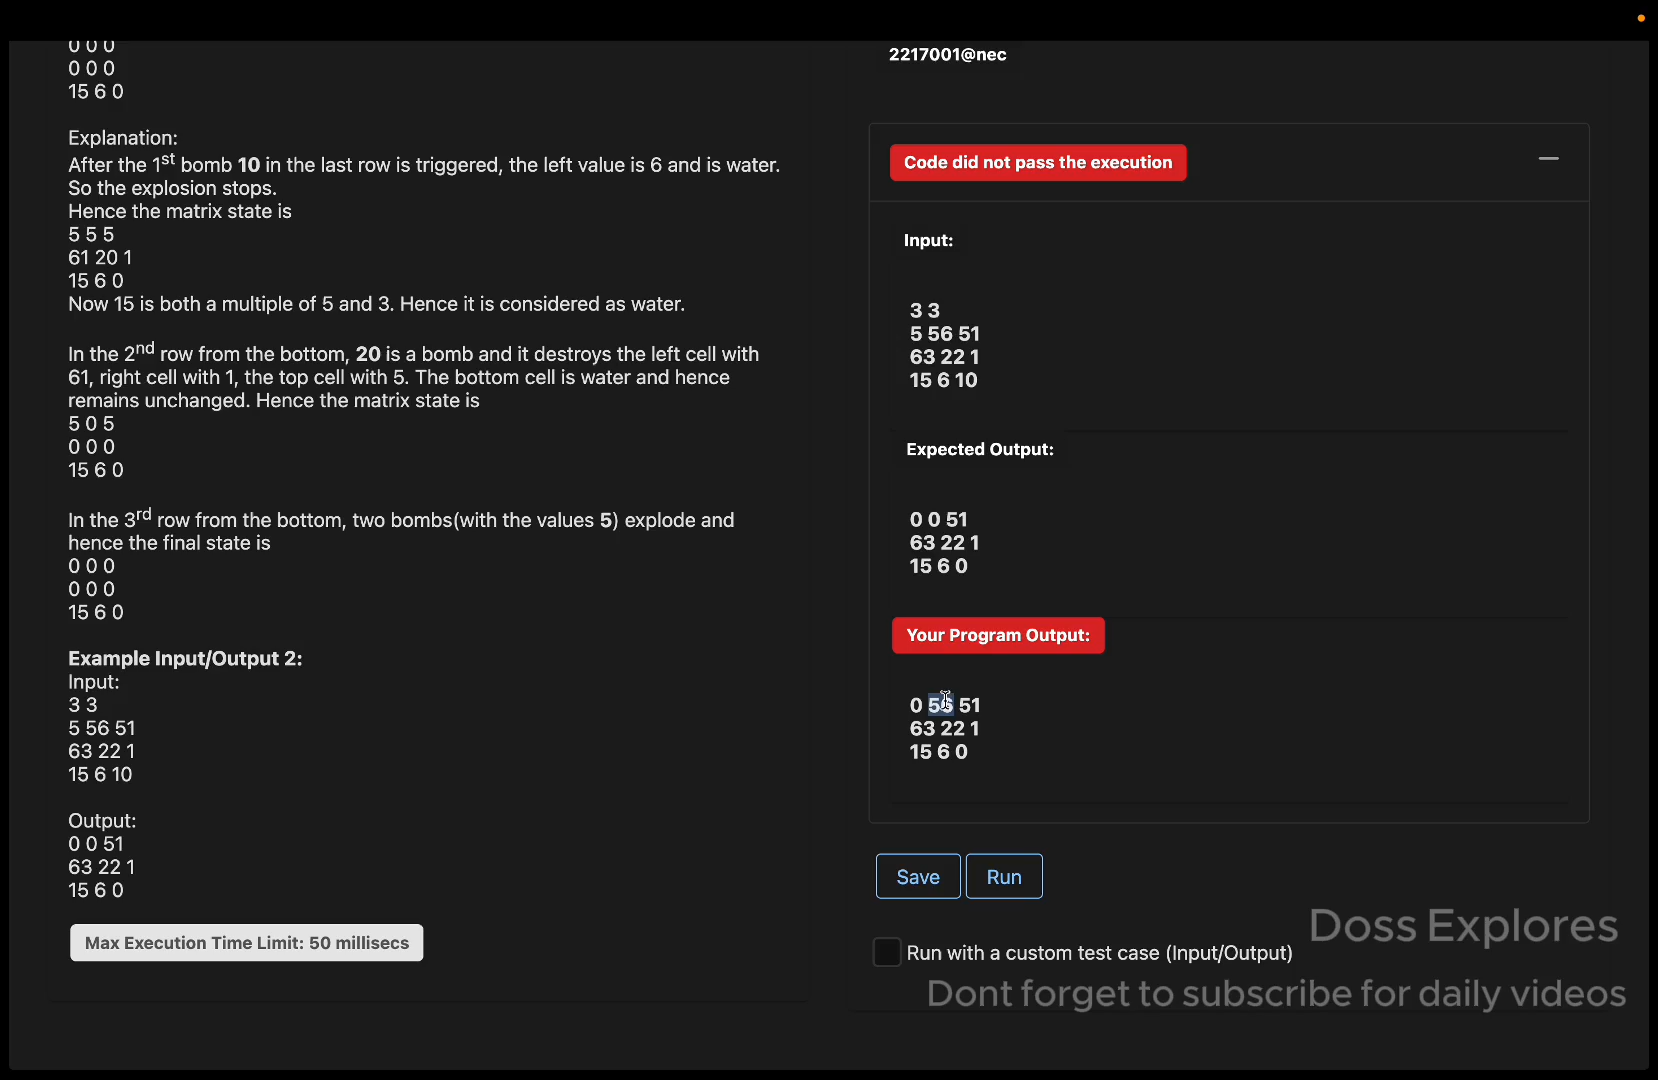 0 0 0
0 0 0
15 6 0
Explanation:
After the 1st bomb 10 in the last row is triggered, the left value is 6 and is water.
So the explosion stops.
Hence the matrix state is
5 5 5
61 20 1
15 6 0
Now 15 is both a multiple of 5 and 3. Hence it is considered as water.
In the 2nd row from the bottom, 20 is a bomb and it destroys the left cell with
61, right cell with 1, the top cell with 5. The bottom cell is water and hence
remains unchanged. Hence the matrix state is
5 0 5
0 0 0
15 6 0
In the 3rd row from the bottom, two bombs(with the values 5) explode and
hence the final state is
0 0 0
0 0 0
15 6 0
Example Input/Output 2:
Input:
3 3
5 56 51
63 22 1
15 6 10
Output:
0 0 51
63 22 1
15 6 0
Max Execution Time Limit: 50 millisecs
2217001@nec
Code did not pass the execution
Input:
3 3
5 56 51
63 22 1
15 6 10
Expected Output:
0 0 51
63 22 1
15 6 0
Your Program Output:
0 56 51
63 22 1
15 6 0
Save Run
Run with a custom test case (Input/Output)
Doss Explores
Dont forget to subscribe for daily videos